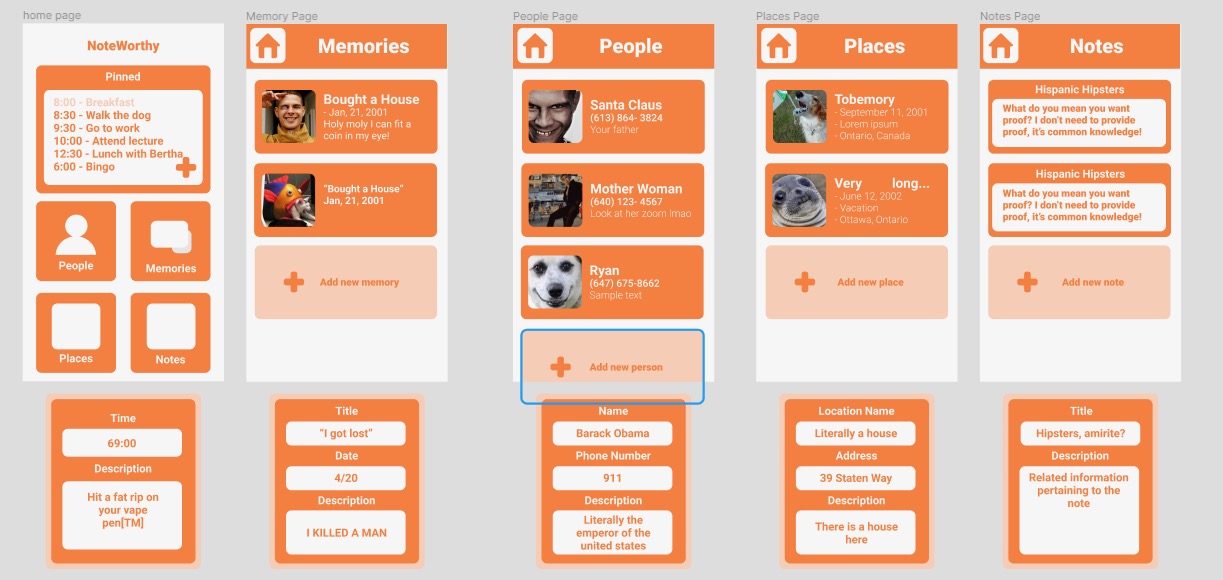 home page
NoteWorthy
Pinned
8:00 - Breakfast
8:30 - Walk the dog
9:30 - Go to work
10:00 - Attend lecture
12:30 - Lunch with Bertha
6:00 - Bingo
People
Memories
Places
Notes
Time
69:00
Description
Hit a fat rip on
your vape
pen[TM]
Memory Page
Memories
Bought a House
- Jan, 21, 2001
Holy moly I can fit a
coin in my eye!
"Bought a House"
Jan, 21, 2001
Add new memory
Title
"I got lost"
Date
4/20
Description
I KILLED A MAN
People Page
People
Santa Claus
(613) 864- 3824
Your father
Mother Woman
(640) 123- 4567
Look at her zoom lmao
Ryan
(647) 675-8662
Sample text
Add new person
Name
Barack Obama
Phone Number
911
Description
Literally the
emperor of the
united states
Places Page
Places
Tobemory
- September 11, 2001
- Lorem ipsum
- Ontario, Canada
Very long...
- June 12, 2002
- Vacation
- Ottawa, Ontario
Add new place
Location Name
Literally a house
Address
39 Staten Way
Description
There is a house
here
Notes Page
Notes
Hispanic Hipsters
What do you mean you want
proof? I don't need to provide
proof, it's common knowledge!
Hispanic Hipsters
What do you mean you want
proof? I don't need to provide
proof, it's common knowledge!
Add new note
Title
Hipsters, amirite?
Description
Related information
pertaining to the
note